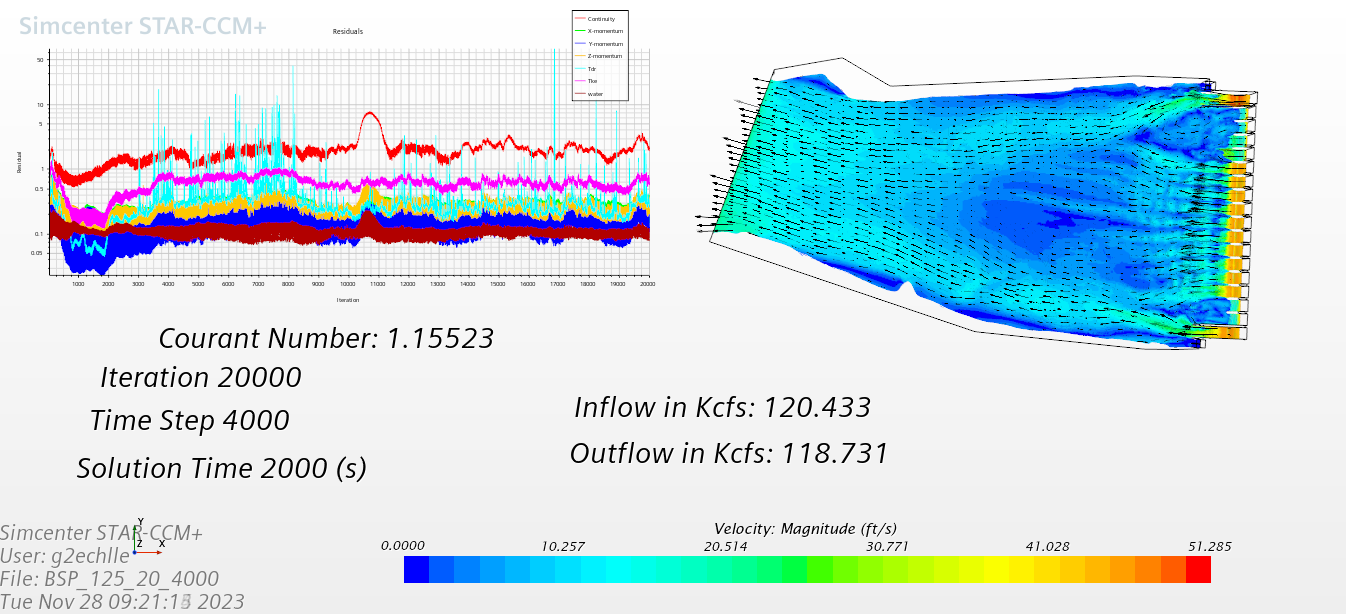 Simcenter STAR-CCM+
Residuals
Continuity
X-momentum
Y-momentum
Z-momentum
Tdr
Tke
water
50
10
5
1
0.5
0.1
0.05
Residual
1000 2000 3000 4000 5000 6000 7000 8000 9000 10000 11000 12000 13000 14000 15000 16000 17000 18000 19000 20000
Iteration
Courant Number: 1.15523
Iteration 20000
Time Step 4000
Solution Time 2000 (s)
Inflow in Kcfs: 120.433
Outflow in Kcfs: 118.731
Velocity: Magnitude (ft/s)
0.0000 10.257 20.514 30.771 41.028 51.285
Y
Z X
Simcenter STAR-CCM+
User: g2echlle
File: BSP_125_20_4000
Tue Nov 28 2023